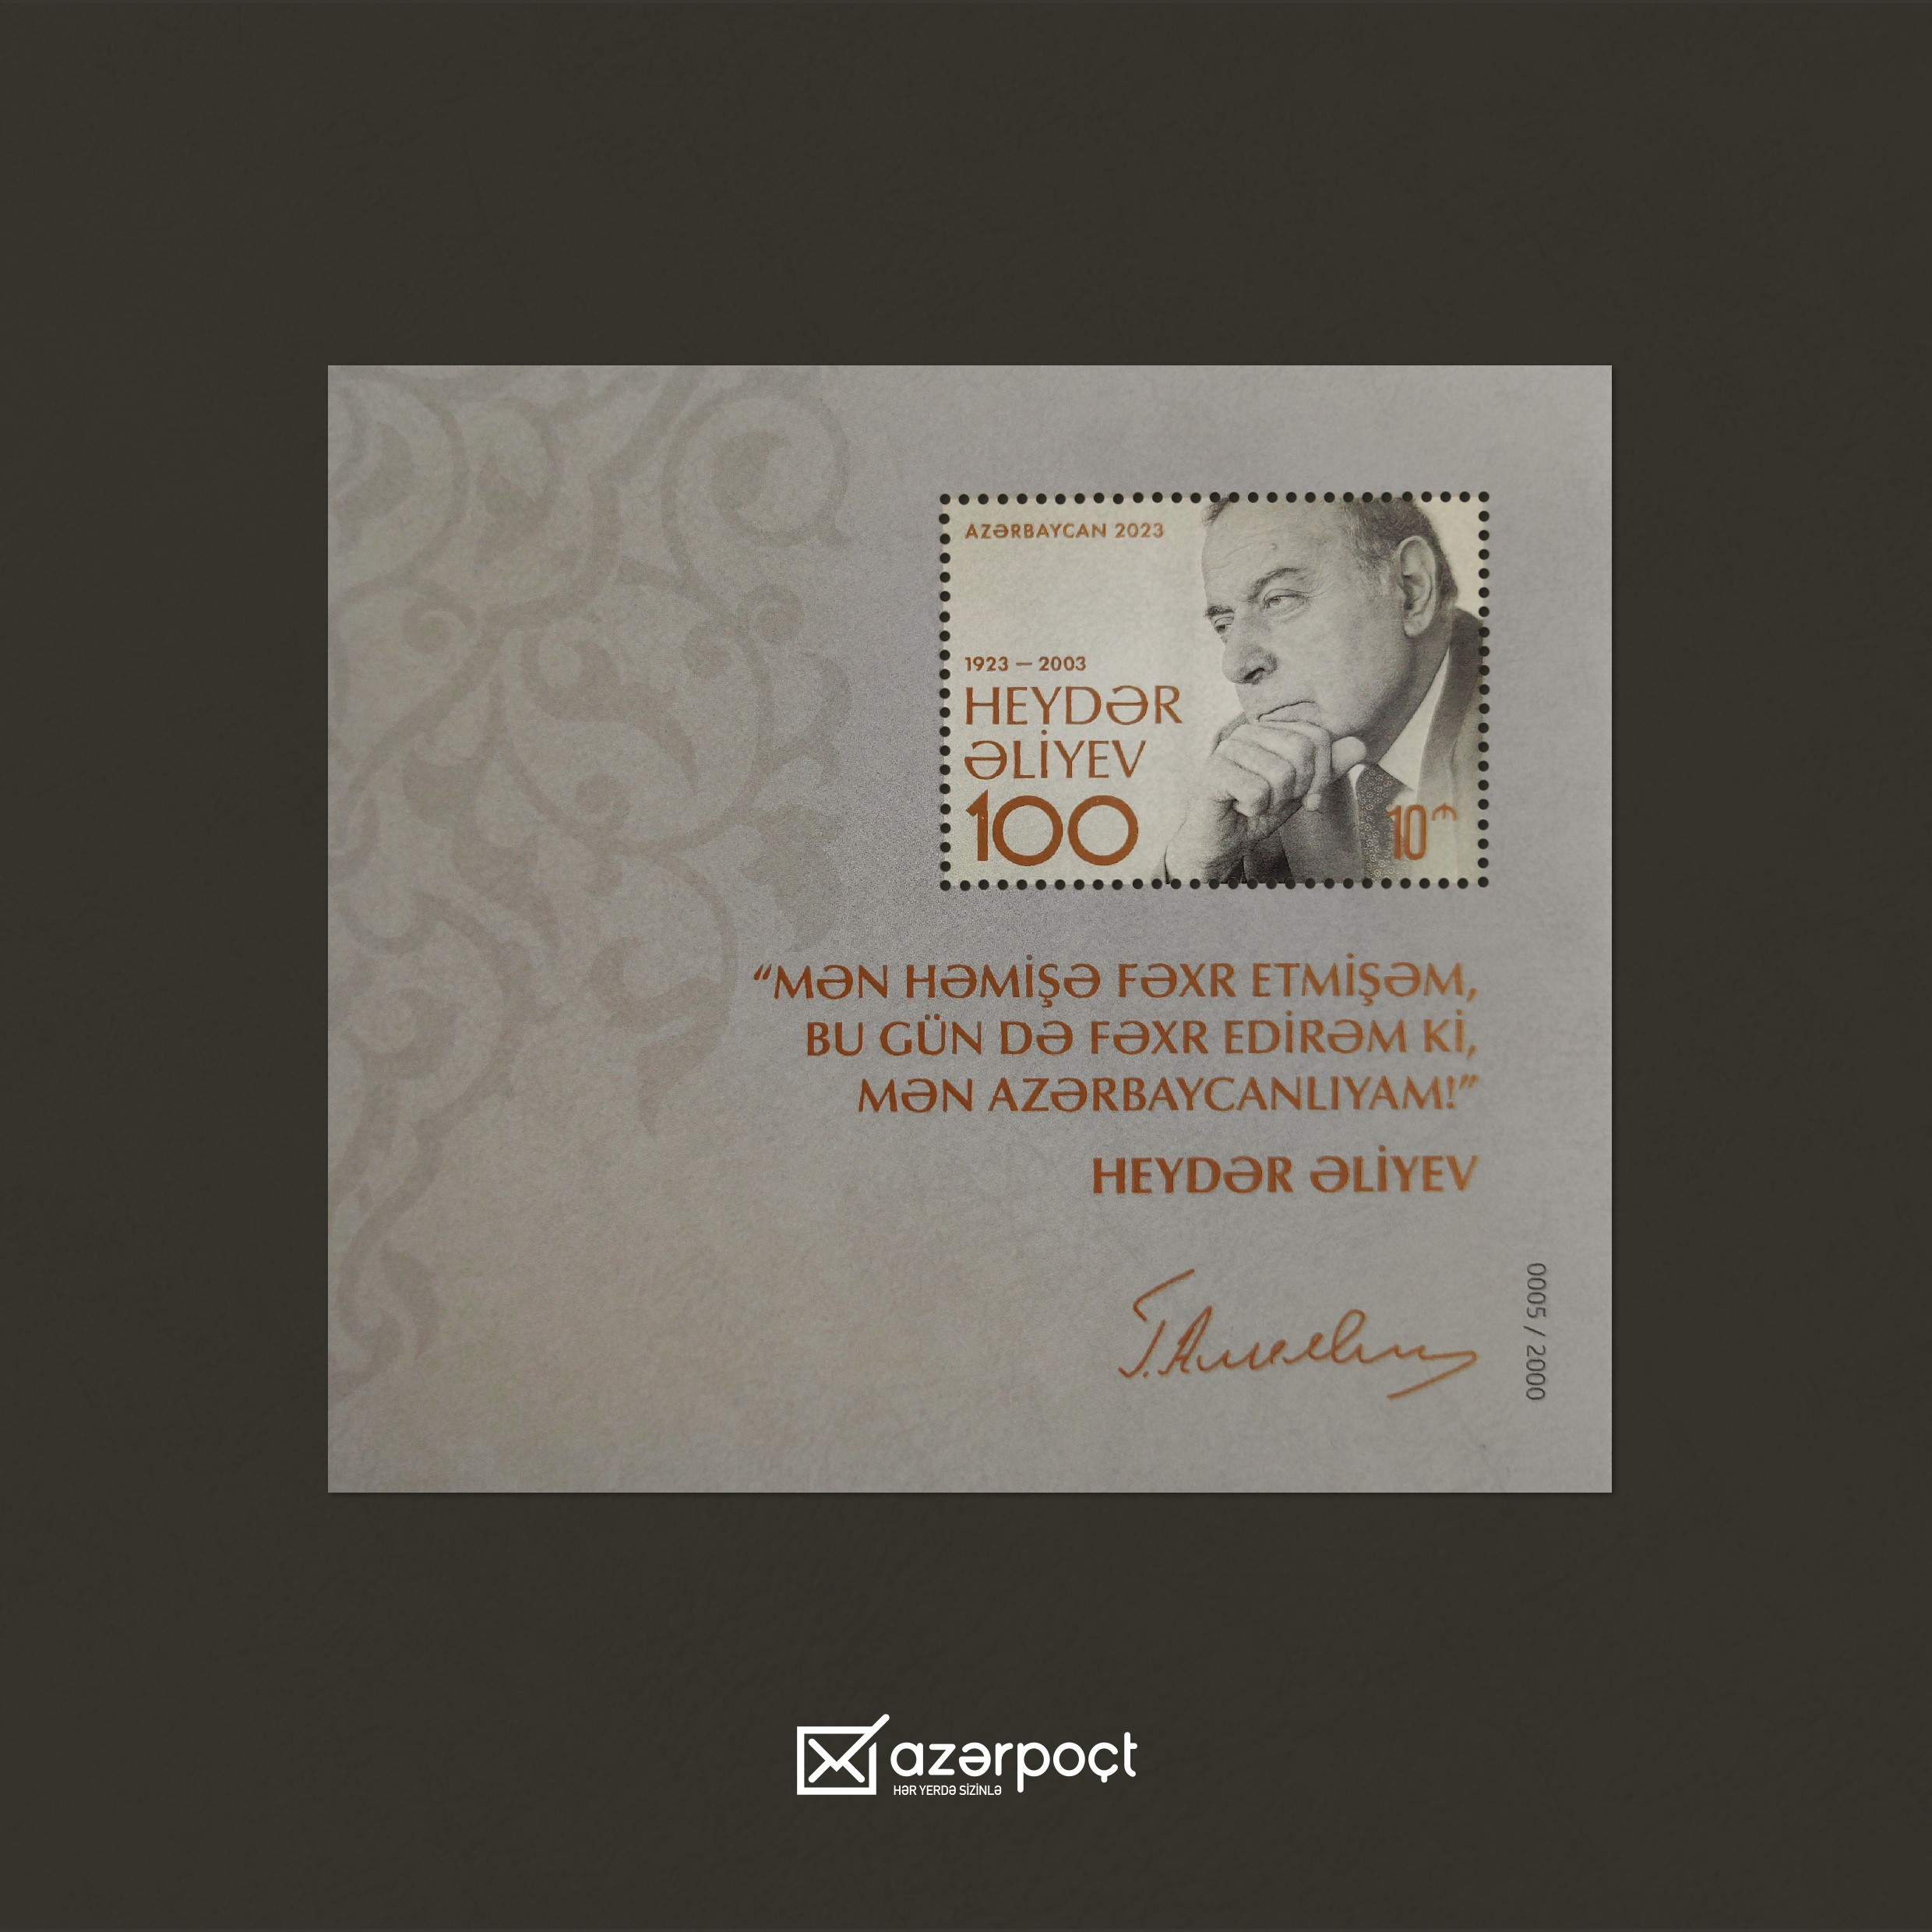 AZƏRBAYCAN 2023
1923 — 2003
HEYDƏR
ƏLİYEV
100
10₼
“MƏN HƏMİŞƏ FƏXR ETMİŞƏM,
BU GÜN DƏ FƏXR EDİRƏM Kİ,
MƏN AZƏRBAYCANLIYAM!”
HEYDƏR ƏLİYEV
Г. Алиев
0005 / 2000
azərpoçt
HƏR YERDƏ SİZİNLƏ